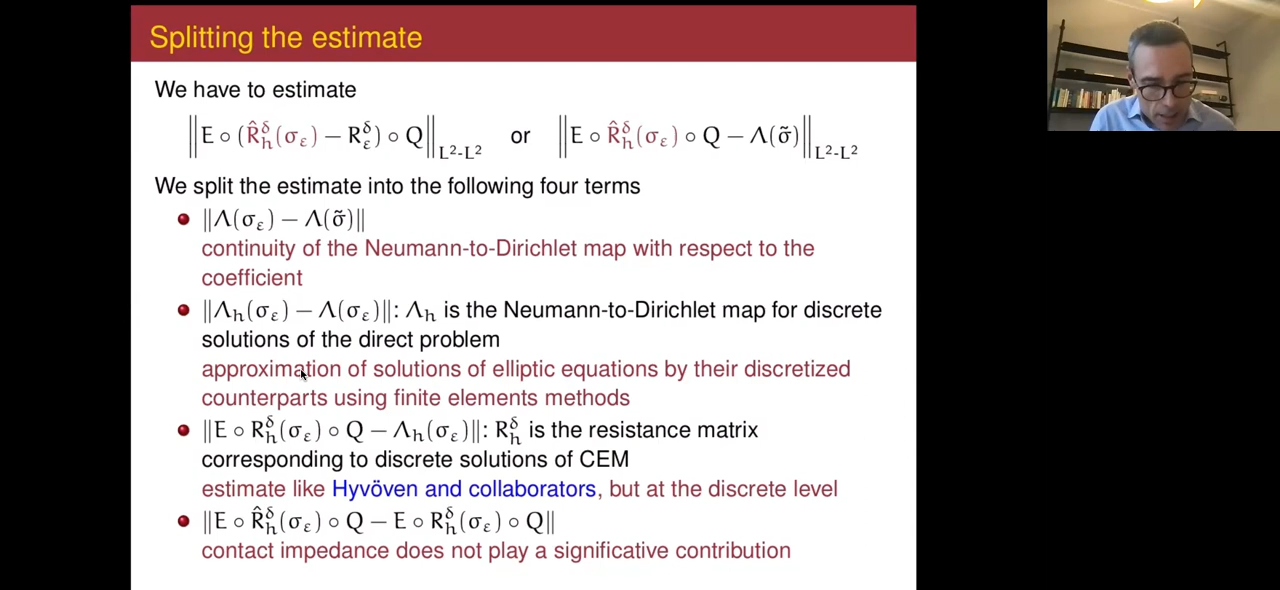 Splitting the estimate
We have to estimate
‖E ∘ (R̂ₕᵟ(σ_ε) − R_ε^δ) ∘ Q‖_{L²-L²} or ‖E ∘ R̂ₕᵟ(σ_ε) ∘ Q − Λ(σ̃)‖_{L²-L²}
We split the estimate into the following four terms
‖Λ(σ_ε) − Λ(σ̃)‖
continuity of the Neumann-to-Dirichlet map with respect to the
coefficient
‖Λₕ(σ_ε) − Λ(σ_ε)‖: Λₕ is the Neumann-to-Dirichlet map for discrete
solutions of the direct problem
approximation of solutions of elliptic equations by their discretized
counterparts using finite elements methods
‖E ∘ Rₕᵟ(σ_ε) ∘ Q − Λₕ(σ_ε)‖: Rₕᵟ is the resistance matrix
corresponding to discrete solutions of CEM
estimate like Hyvöven and collaborators, but at the discrete level
‖E ∘ R̂ₕᵟ(σ_ε) ∘ Q − E ∘ Rₕᵟ(σ_ε) ∘ Q‖
contact impedance does not play a significative contribution